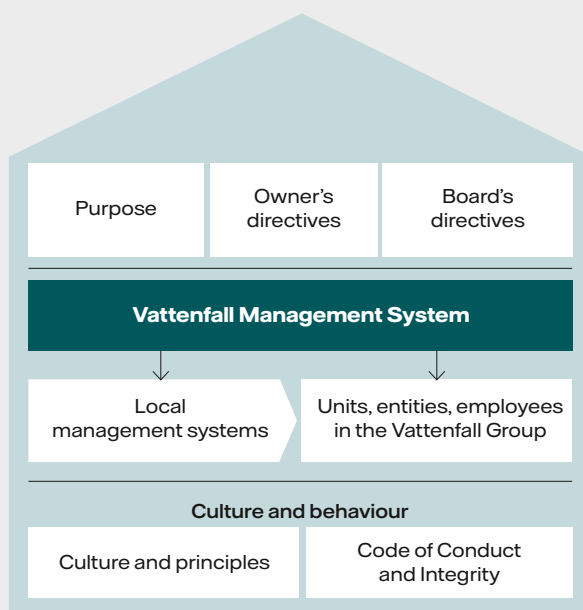 Purpose
Owner's
directives
Board's
directives
Vattenfall Management System
Local
management systems
Units, entities, employees
in the Vattenfall Group
Culture and behaviour
Culture and principles
Code of Conduct
and Integrity